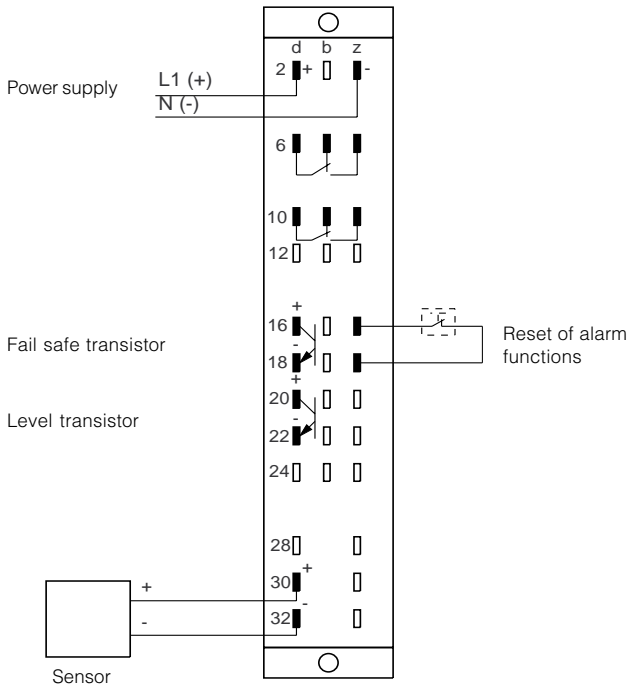 d b z
2 + -
Power supply
L1 (+)
N (-)
6
10
12
+
16
Reset of alarm
functions
Fail safe transistor
-
18
+
20
Level transistor
-
22
24
28
+
30
+
-
32
-
Sensor